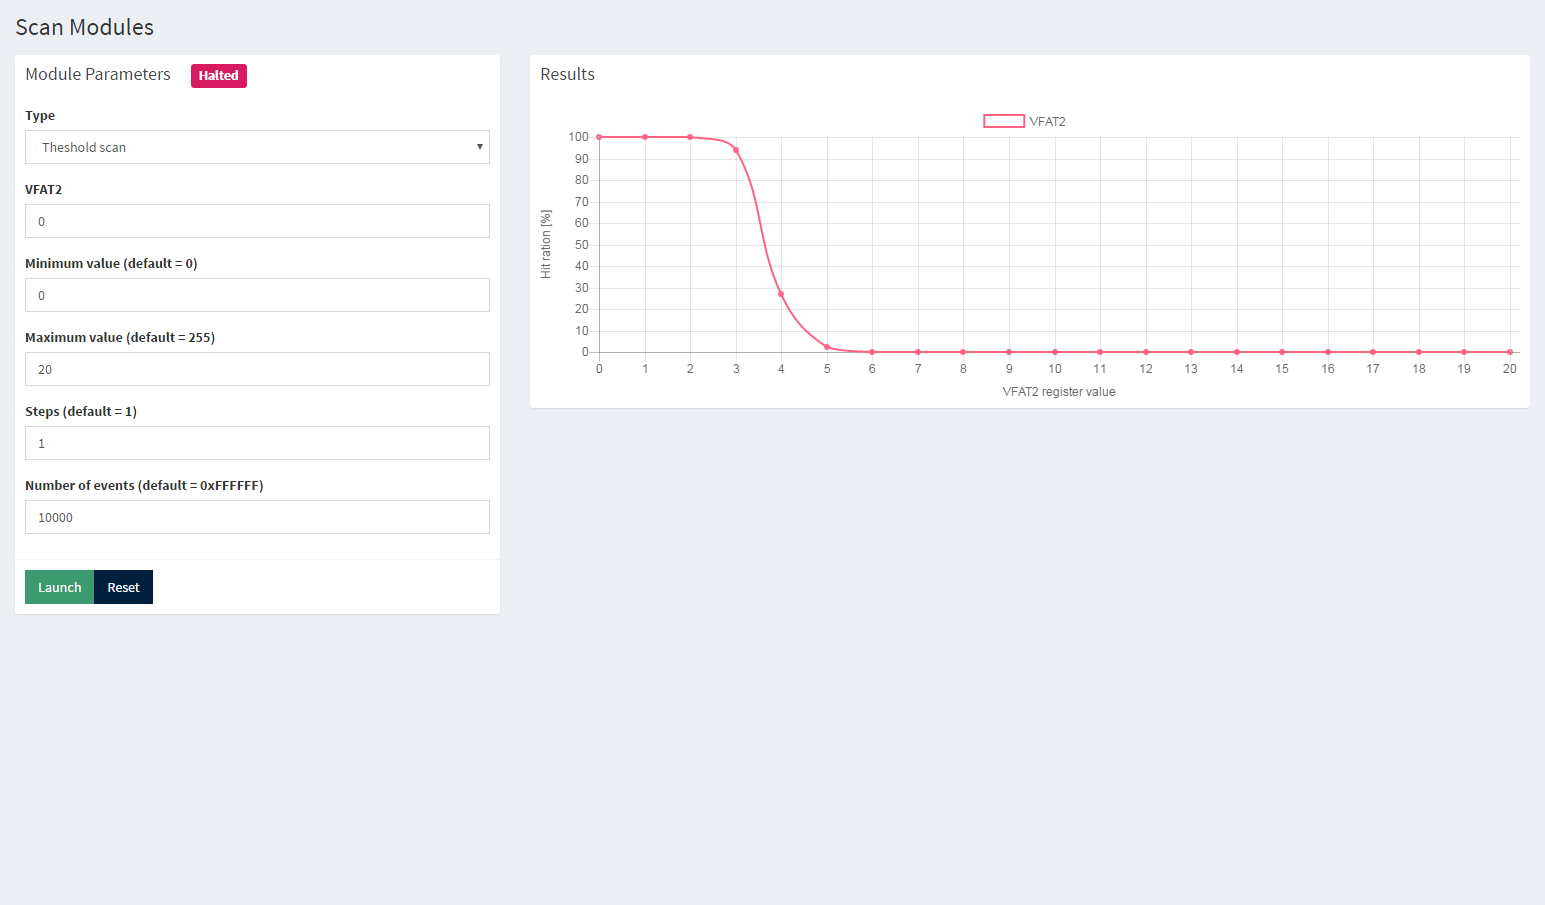 Scan Modules
Module Parameters Halted
Type
Theshold scan
VFAT2
0
Minimum value (default = 0)
0
Maximum value (default = 255)
20
Steps (default = 1)
1
Number of events (default = 0xFFFFFF)
10000
Launch Reset
Results
VFAT2
100
90
80
70
60
50
40
30
20
10
0
Hit ration [%]
0 1 2 3 4 5 6 7 8 9 10 11 12 13 14 15 16 17 18 19 20
VFAT2 register value